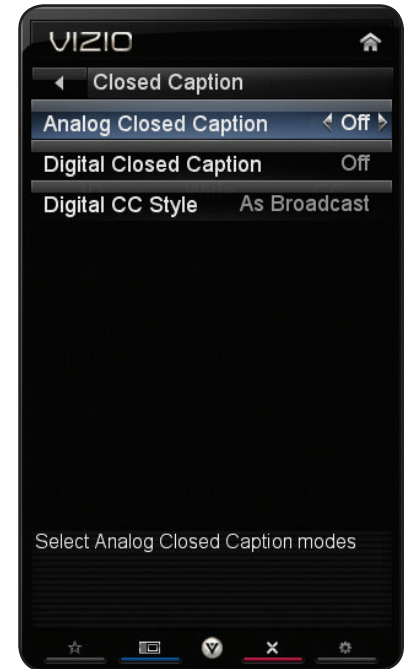 VIZIO
Closed Caption
Analog Closed Caption Off
Digital Closed Caption Off
Digital CC Style As Broadcast
Select Analog Closed Caption modes
V